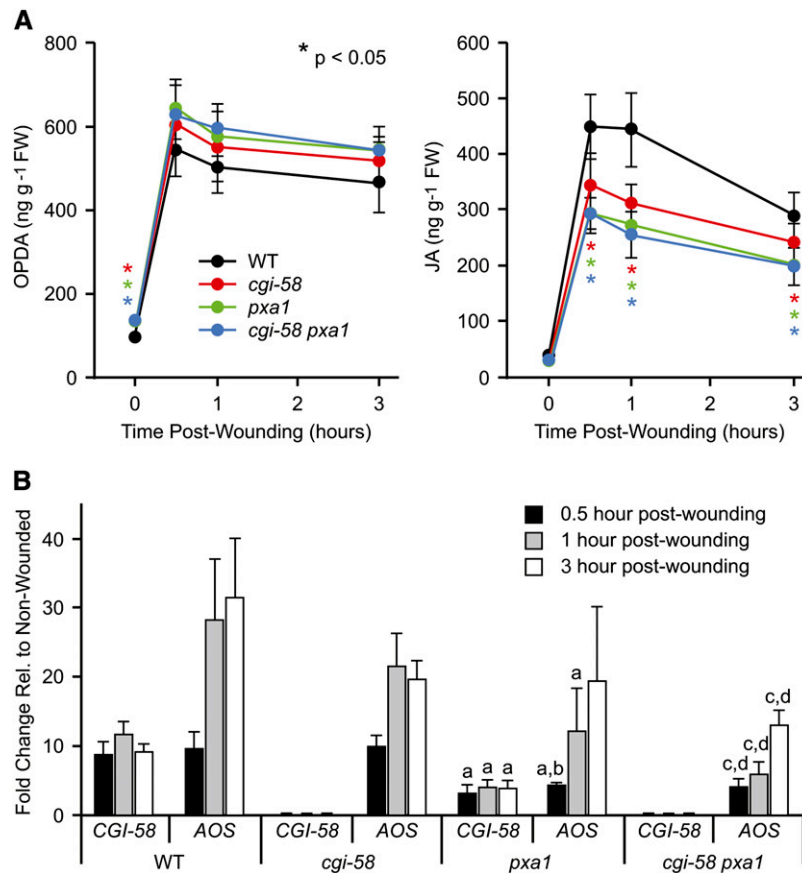 A
800
600
400
200
0
OPDA (ng g-1 FW)
* p < 0.05
*
*
*
WT
cgi-58
pxa1
cgi-58 pxa1
0 1 2 3
Time Post-Wounding (hours)
600
500
400
300
200
100
0
JA (ng g-1 FW)
* * *
* * *
* * *
0 1 2 3
Time Post-Wounding (hours)
B
40
30
20
10
0
Fold Change Rel. to Non-Wounded
0.5 hour post-wounding
1 hour post-wounding
3 hour post-wounding
a a a a,b a c,d c,d c,d
CGI-58 AOS CGI-58 AOS CGI-58 AOS CGI-58 AOS
WT cgi-58 pxa1 cgi-58 pxa1